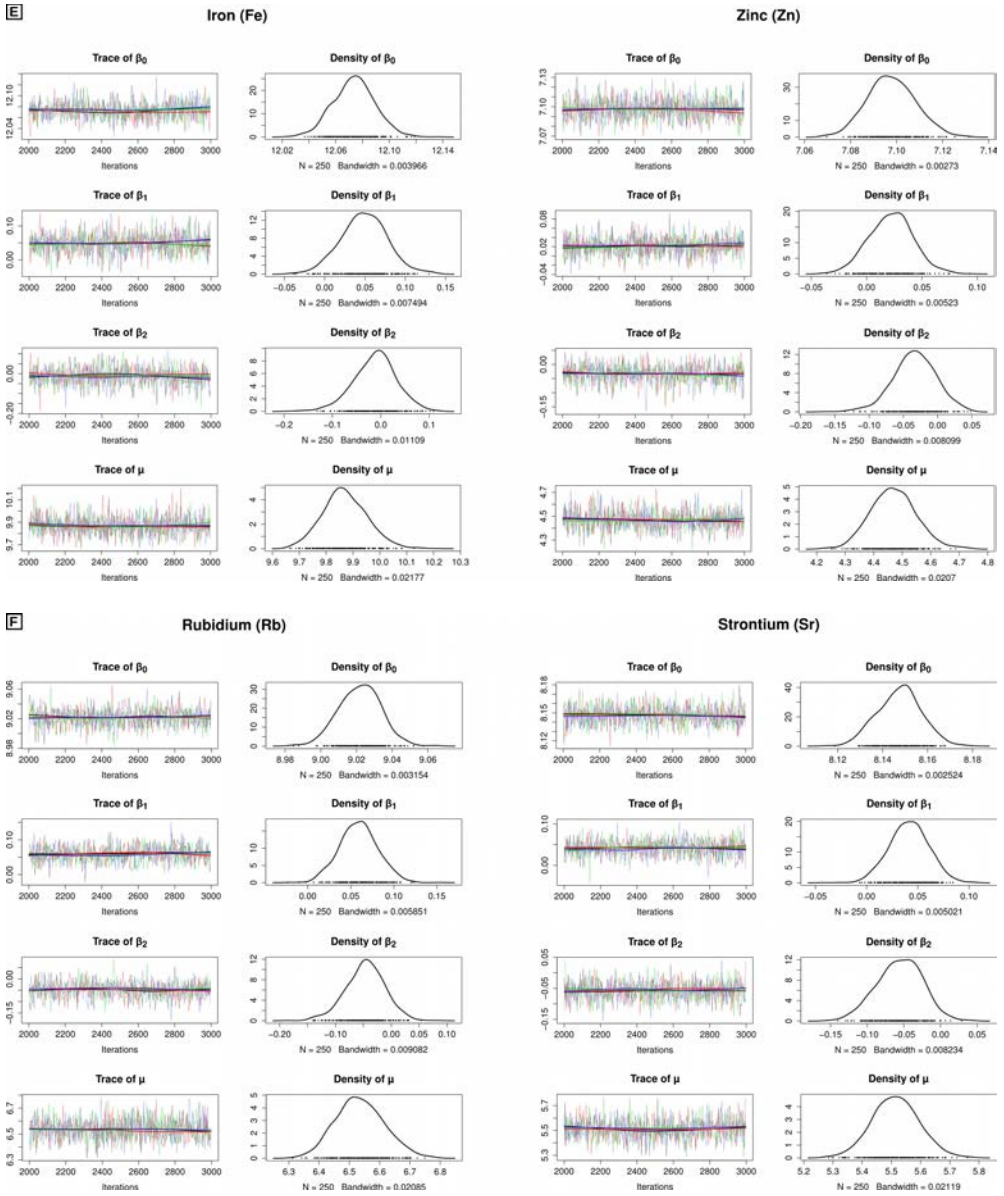 E
Iron (Fe)
Zinc (Zn)
Trace of β0
12.10
12.04
2000 2200 2400 2600 2800 3000
Iterations
Density of β0
20
10
0
12.02 12.06 12.10 12.14
N = 250 Bandwidth = 0.003966
Trace of β0
7.13
7.10
7.07
2000 2200 2400 2600 2800 3000
Iterations
Density of β0
30
10
0
7.06 7.08 7.10 7.12 7.14
N = 250 Bandwidth = 0.00273
Trace of β1
0.10
0.00
2000 2200 2400 2600 2800 3000
Iterations
Density of β1
12
8
4
0
−0.05 0.00 0.05 0.10 0.15
N = 250 Bandwidth = 0.007494
Trace of β1
0.08
0.02
−0.04
2000 2200 2400 2600 2800 3000
Iterations
Density of β1
20
10
0
−0.05 0.00 0.05 0.10
N = 250 Bandwidth = 0.00523
Trace of β2
0.00
−0.20
2000 2200 2400 2600 2800 3000
Iterations
Density of β2
8
6
4
2
0
−0.2 −0.1 0.0 0.1
N = 250 Bandwidth = 0.01109
Trace of β2
0.00
−0.15
2000 2200 2400 2600 2800 3000
Iterations
Density of β2
12
8
4
0
−0.20 −0.15 −0.10 −0.05 0.00 0.05
N = 250 Bandwidth = 0.008099
Trace of μ
10.1
9.9
9.7
2000 2200 2400 2600 2800 3000
Iterations
Density of μ
4
2
0
9.6 9.7 9.8 9.9 10.0 10.1 10.2 10.3
N = 250 Bandwidth = 0.02177
Trace of μ
4.7
4.5
4.3
2000 2200 2400 2600 2800 3000
Iterations
Density of μ
5
4
3
2
1
0
4.2 4.3 4.4 4.5 4.6 4.7 4.8
N = 250 Bandwidth = 0.0207
F
Rubidium (Rb)
Strontium (Sr)
Trace of β0
9.06
9.02
8.98
2000 2200 2400 2600 2800 3000
Iterations
Density of β0
30
20
10
0
8.98 9.00 9.02 9.04 9.06
N = 250 Bandwidth = 0.003154
Trace of β0
8.18
8.15
8.12
2000 2200 2400 2600 2800 3000
Iterations
Density of β0
40
20
0
8.12 8.14 8.16 8.18
N = 250 Bandwidth = 0.002524
Trace of β1
0.10
0.00
2000 2200 2400 2600 2800 3000
Iterations
Density of β1
15
10
5
0
0.00 0.05 0.10 0.15
N = 250 Bandwidth = 0.005851
Trace of β1
0.10
0.00
2000 2200 2400 2600 2800 3000
Iterations
Density of β1
20
10
5
0
−0.05 0.00 0.05 0.10
N = 250 Bandwidth = 0.005021
Trace of β2
0.00
−0.15
2000 2200 2400 2600 2800 3000
Iterations
Density of β2
12
8
4
0
−0.20 −0.10 0.00 0.05 0.10
N = 250 Bandwidth = 0.009082
Trace of β2
0.05
−0.05
−0.15
2000 2200 2400 2600 2800 3000
Iterations
Density of β2
12
8
4
0
−0.15 −0.10 −0.05 0.00 0.05
N = 250 Bandwidth = 0.008234
Trace of μ
6.7
6.5
6.3
2000 2200 2400 2600 2800 3000
Iterations
Density of μ
5
4
3
2
1
0
6.3 6.4 6.5 6.6 6.7 6.8
N = 250 Bandwidth = 0.02085
Trace of μ
5.7
5.5
5.3
2000 2200 2400 2600 2800 3000
Iterations
Density of μ
4
3
2
1
0
5.2 5.3 5.4 5.5 5.6 5.7 5.8
N = 250 Bandwidth = 0.02119